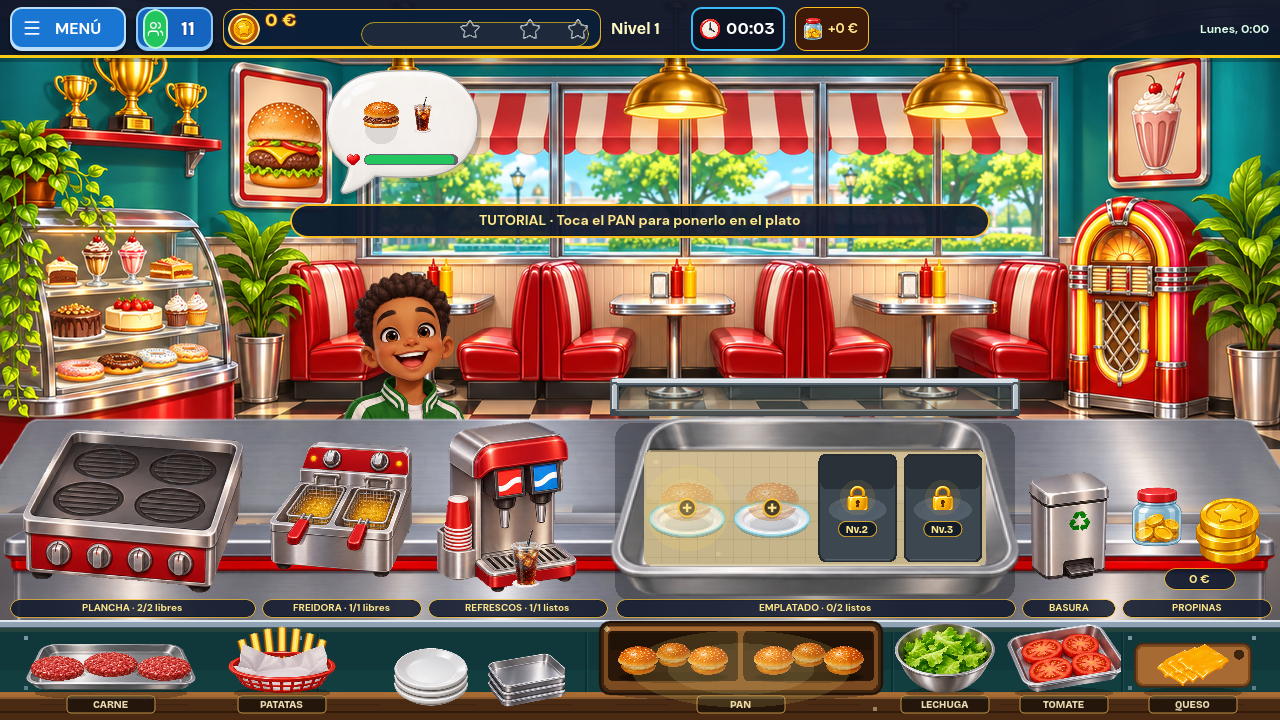 MENÚ
11
0 €
Nivel 1
00:03
+0 €
Lunes, 0:00
TUTORIAL · Toca el PAN para ponerlo en el plato
Nv.2
Nv.3
0 €
PLANCHA · 2/2 libres
FREIDORA · 1/1 libres
REFRESCOS · 1/1 listos
EMPLATADO · 0/2 listos
BASURA
PROPINAS
CARNE
PATATAS
PAN
LECHUGA
TOMATE
QUESO